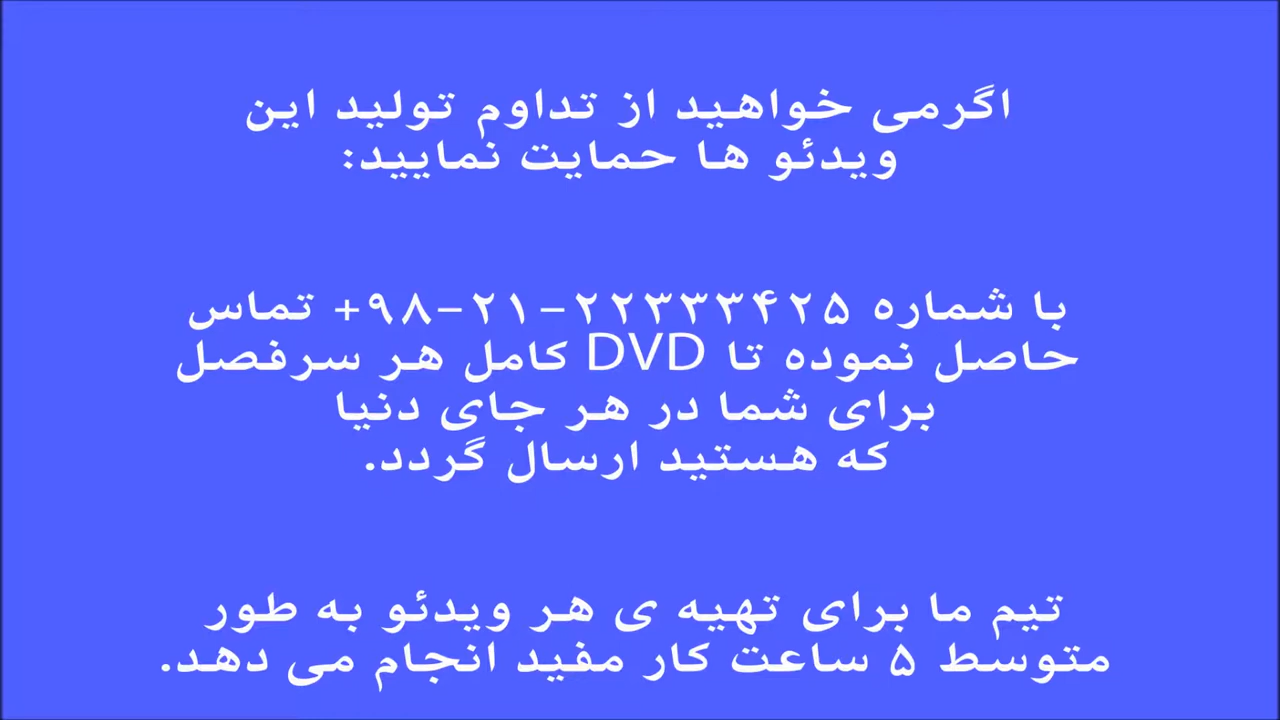 اگرمی خواهید از تداوم تولید این
ویدئو ها حمایت نمایید:
با شماره ۲۲۳۳۳۴۲۵-۲۱-۹۸+ تماس
حاصل نموده تا DVD کامل هر سرفصل
برای شما در هر جای دنیا
که هستید ارسال گردد.
تیم ما برای تهیه ی هر ویدئو به طور
متوسط ۵ ساعت کار مفید انجام می دهد.